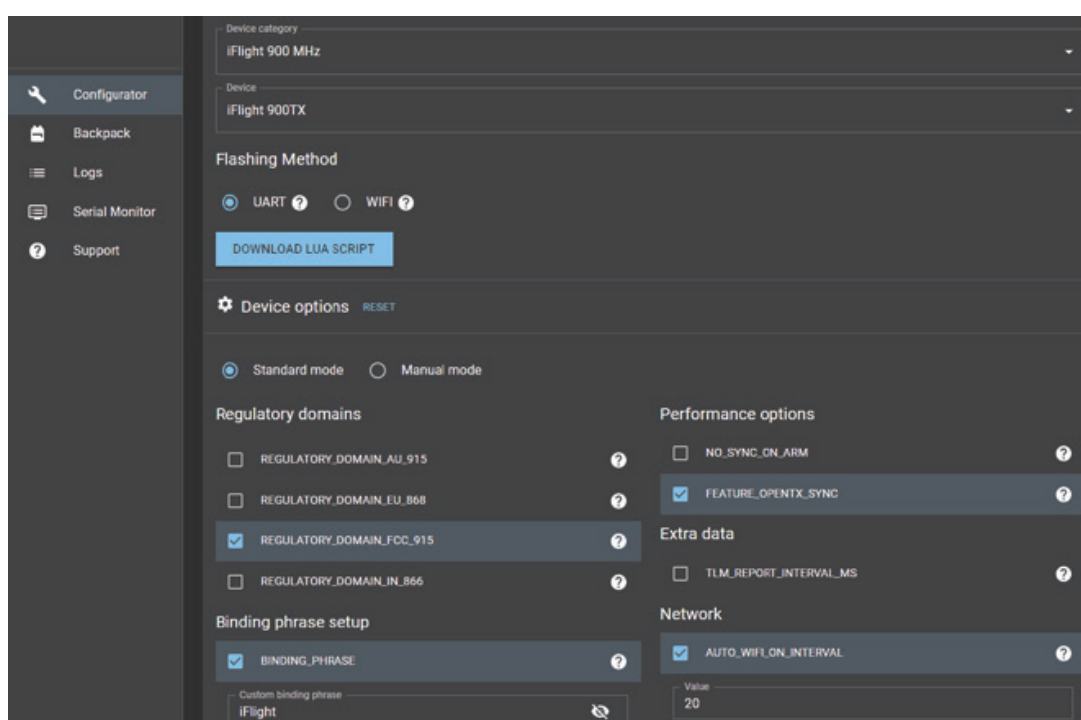 Device category
iFlight 900 MHz
Configurator
Device
iFlight 900TX
Backpack
Flashing Method
Logs
UART ? WIFI ?
Serial Monitor
Support
DOWNLOAD LUA SCRIPT
Device options RESET
Standard mode Manual mode
Regulatory domains
REGULATORY_DOMAIN_AU_915 ?
REGULATORY_DOMAIN_EU_868 ?
REGULATORY_DOMAIN_FCC_915 ?
REGULATORY_DOMAIN_IN_866 ?
Binding phrase setup
BINDING_PHRASE ?
Custom binding phrase
iFlight
Performance options
NO_SYNC_ON_ARM ?
FEATURE_OPENTX_SYNC ?
Extra data
TLM_REPORT_INTERVAL_MS ?
Network
AUTO_WIFI_ON_INTERVAL ?
Value
20